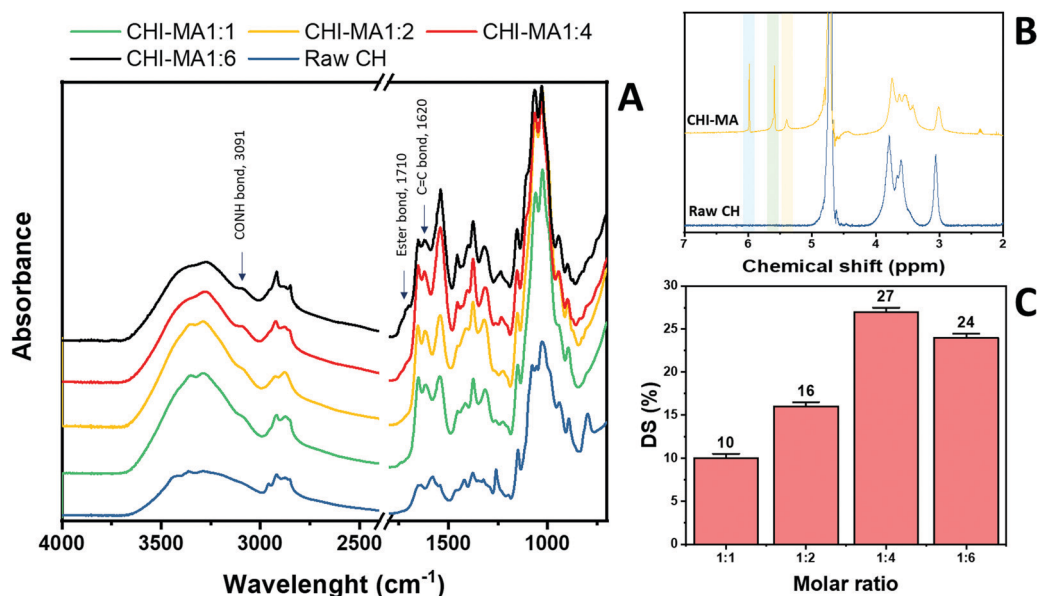 CHI-MA1:1 CHI-MA1:2 CHI-MA1:4
CHI-MA1:6 Raw CH
A
CONH bond, 3091
Ester bond, 1710
C=C bond, 1620
Absorbance
4000 3500 3000 2500 1500 1000
Wavelenght (cm⁻¹)
B
CHI-MA
Raw CH
7 6 5 4 3 2
Chemical shift (ppm)
C
30
25
20
15
10
5
0
DS (%)
10
16
27
24
1:1 1:2 1:4 1:6
Molar ratio